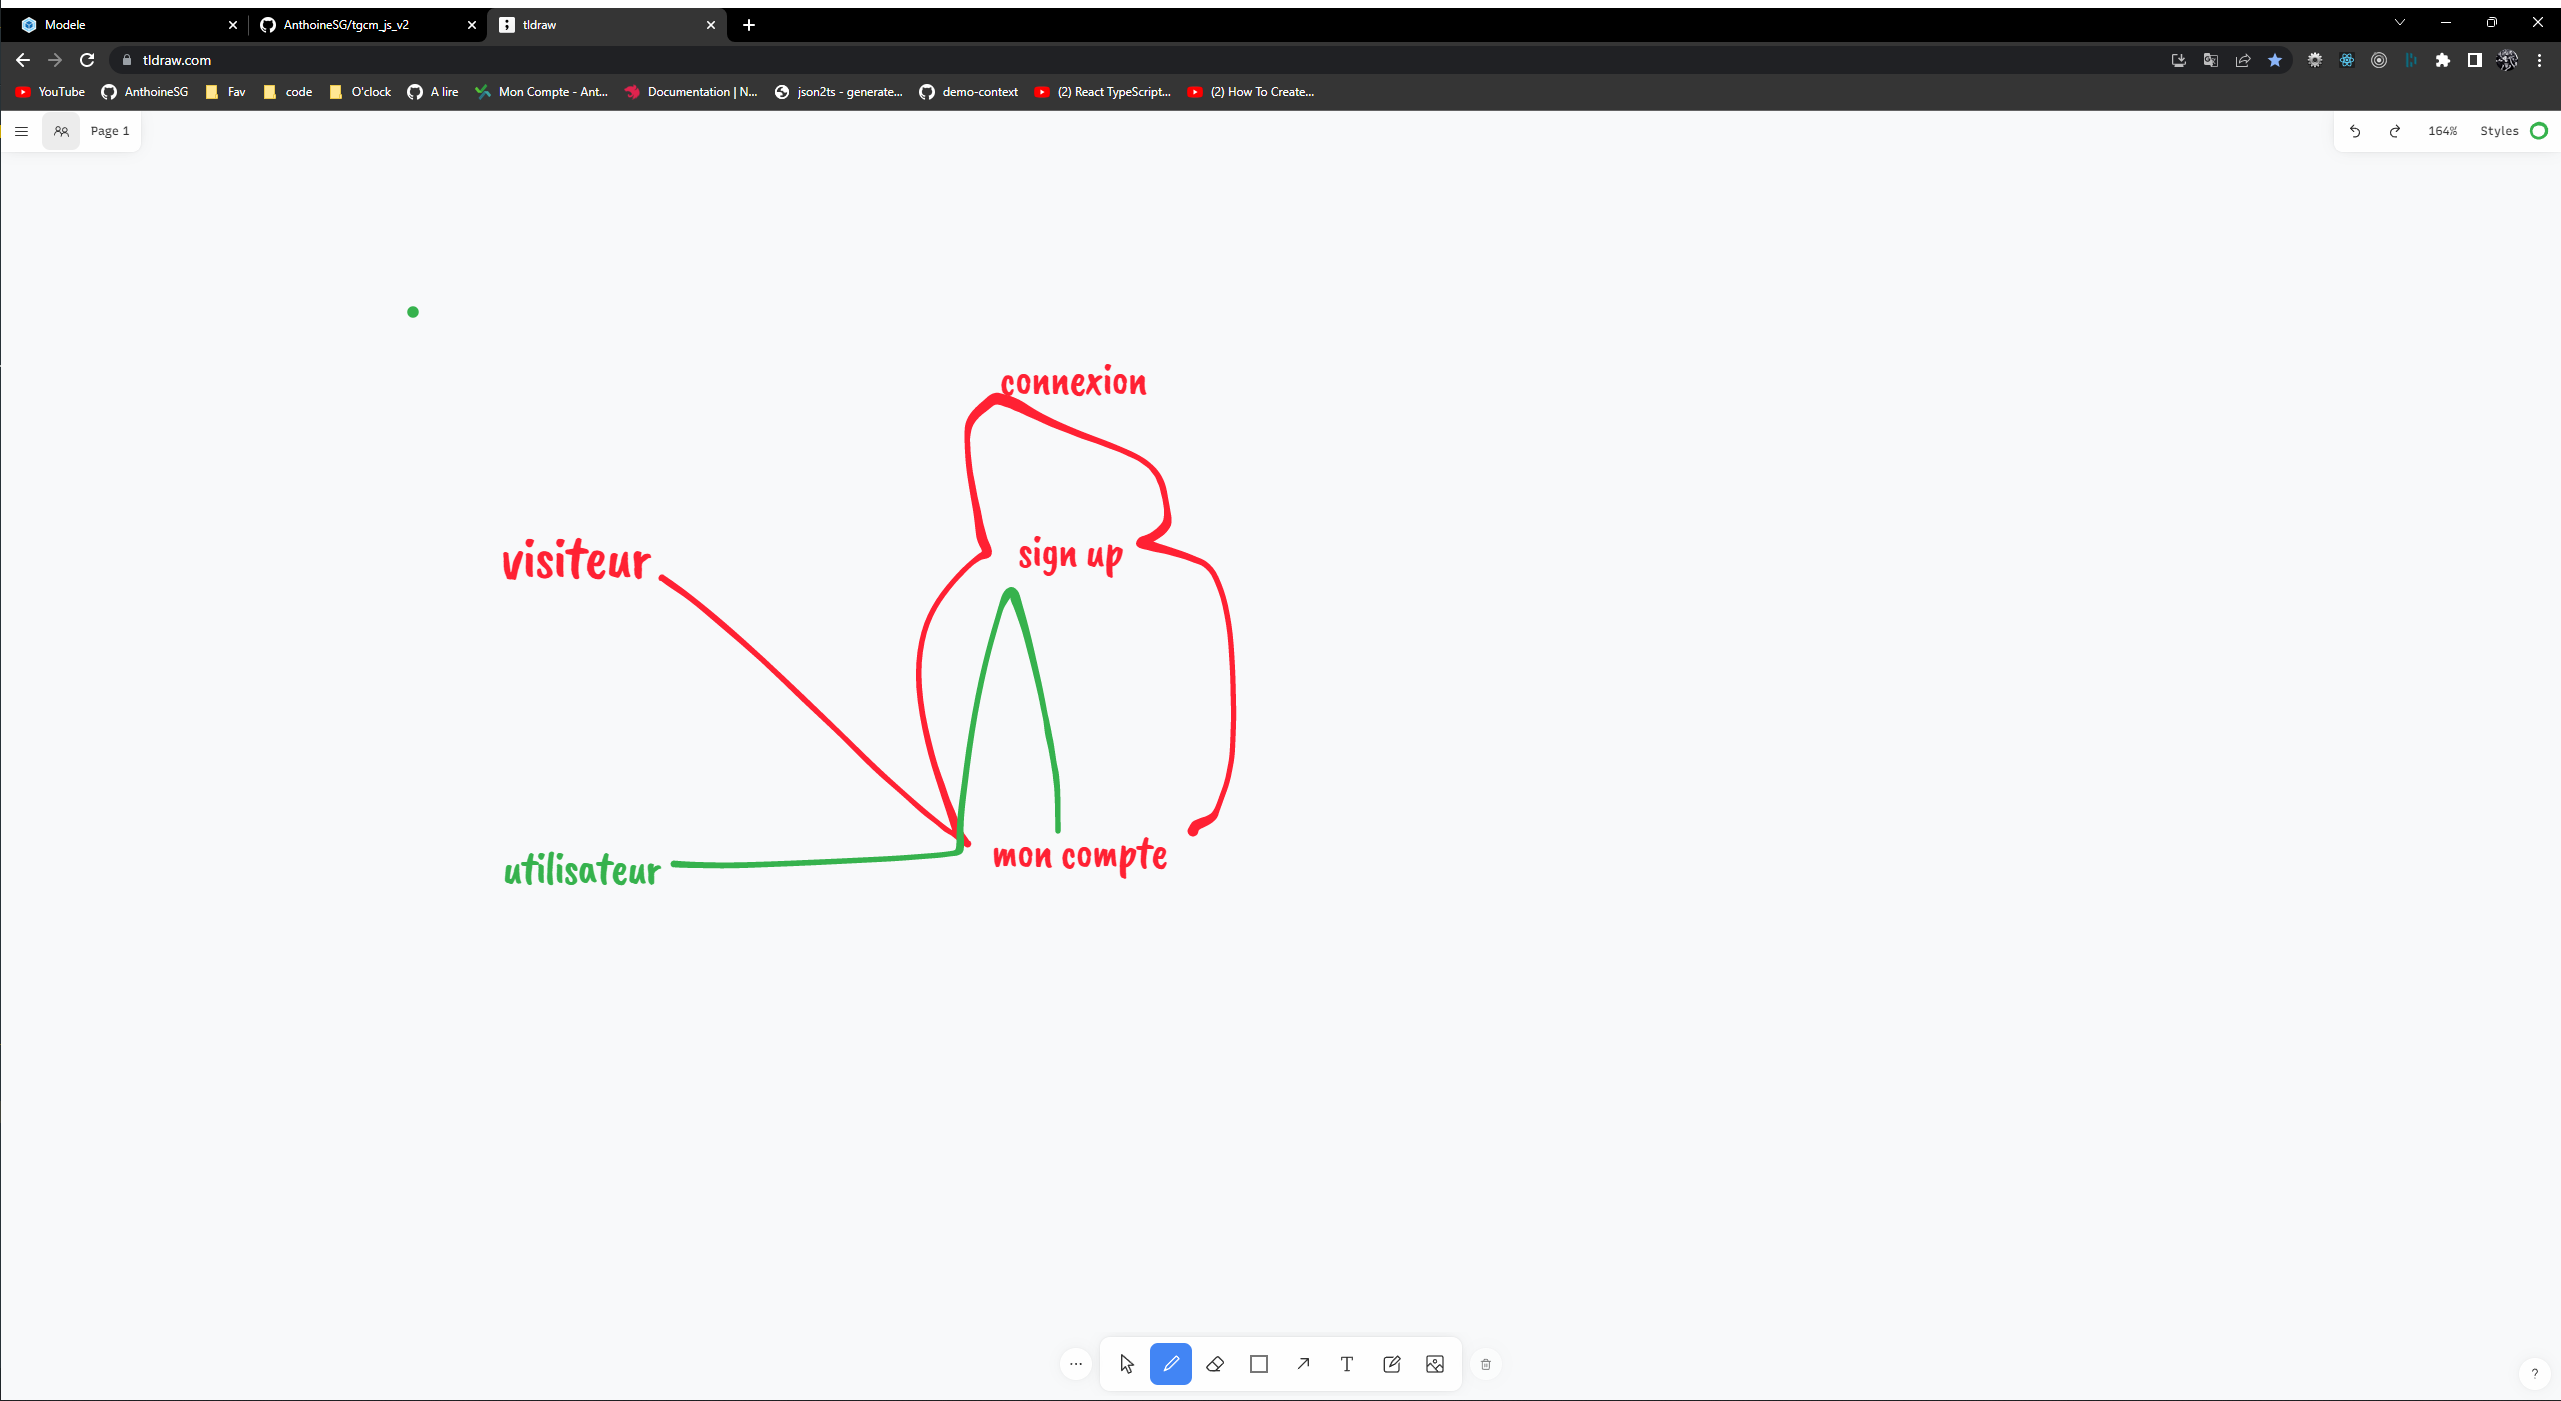 Modele
AnthoineSG/tgcm_js_v2
tldraw
tldraw.com
YouTube AnthoineSG Fav code O'clock A lire Mon Compte - Ant... Documentation | N... json2ts - generate... demo-context (2) React TypeScript... (2) How To Create...
Page 1
164% Styles
connexion
visiteur
sign up
mon compte
utilisateur
T
?